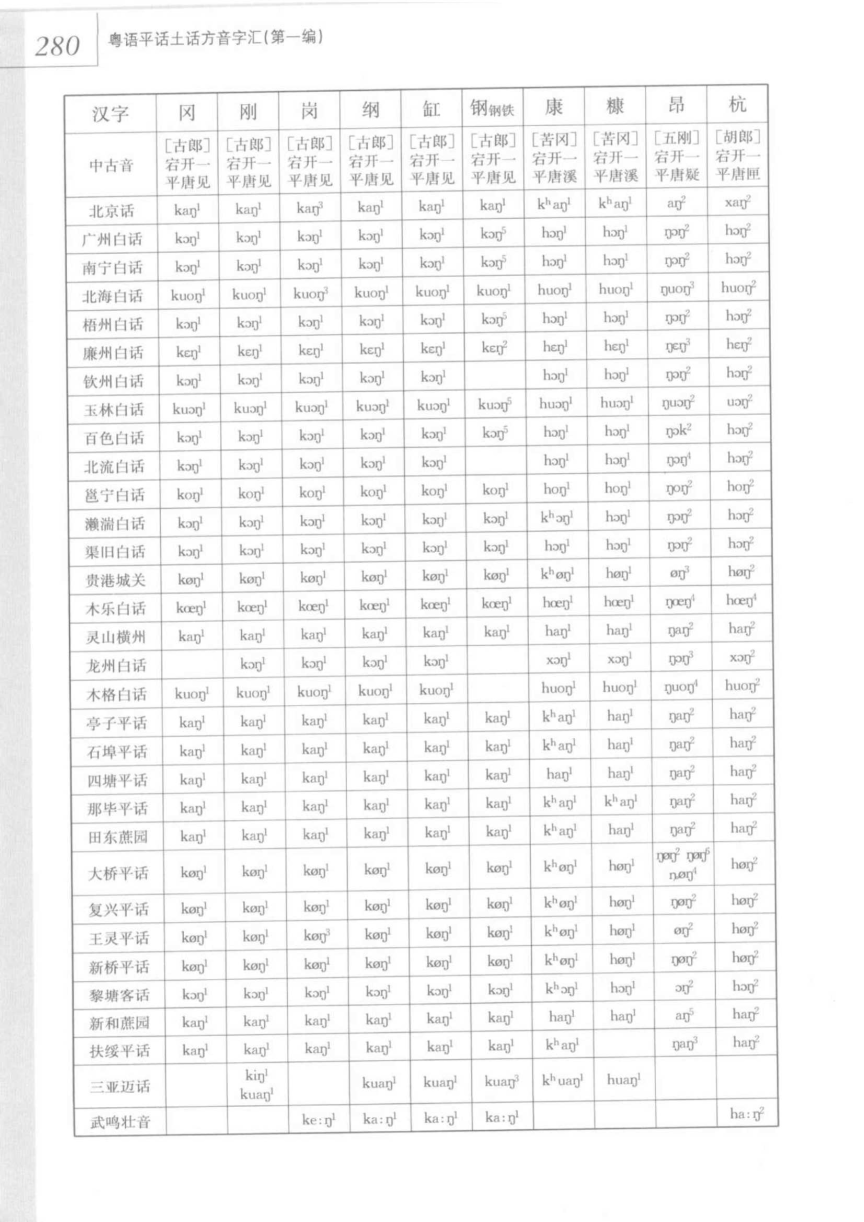 280
粤语平话土话方音字汇(第一编)
汉字 冈 刚 岗 纲 缸 钢钢铁 康 糠 昂 杭
中古音 [古郎]宕开一平唐见 [古郎]宕开一平唐见 [古郎]宕开一平唐见 [古郎]宕开一平唐见 [古郎]宕开一平唐见 [古郎]宕开一平唐见 [苦冈]宕开一平唐溪 [苦冈]宕开一平唐溪 [五刚]宕开一平唐疑 [胡郎]宕开一平唐匣
北京话 kaŋ¹ kaŋ¹ kaŋ³ kaŋ¹ kaŋ¹ kaŋ¹ kʰaŋ¹ kʰaŋ¹ aŋ² xaŋ²
广州白话 kɔŋ¹ kɔŋ¹ kɔŋ¹ kɔŋ¹ kɔŋ¹ kɔŋ⁵ hɔŋ¹ hɔŋ¹ ŋɔŋ² hɔŋ²
南宁白话 kɔŋ¹ kɔŋ¹ kɔŋ¹ kɔŋ¹ kɔŋ¹ kɔŋ⁵ hɔŋ¹ hɔŋ¹ ŋɔŋ² hɔŋ²
北海白话 kuoŋ¹ kuoŋ¹ kuoŋ³ kuoŋ¹ kuoŋ¹ kuoŋ¹ huoŋ¹ huoŋ¹ ŋuoŋ³ huoŋ²
梧州白话 kɔŋ¹ kɔŋ¹ kɔŋ¹ kɔŋ¹ kɔŋ¹ kɔŋ⁵ hɔŋ¹ hɔŋ¹ ŋɔŋ² hɔŋ²
廉州白话 kɛŋ¹ kɛŋ¹ kɛŋ¹ kɛŋ¹ kɛŋ¹ kɛŋ² hɛŋ¹ hɛŋ¹ ŋɛŋ³ hɛŋ²
钦州白话 kɔŋ¹ kɔŋ¹ kɔŋ¹ kɔŋ¹ kɔŋ¹ hɔŋ¹ hɔŋ¹ ŋɔŋ² hɔŋ²
玉林白话 kuɔŋ¹ kuɔŋ¹ kuɔŋ¹ kuɔŋ¹ kuɔŋ¹ kuɔŋ⁵ huɔŋ¹ huɔŋ¹ ŋuɔŋ² uɔŋ²
百色白话 kɔŋ¹ kɔŋ¹ kɔŋ¹ kɔŋ¹ kɔŋ¹ kɔŋ⁵ hɔŋ¹ hɔŋ¹ ŋɔk² hɔŋ²
北流白话 kɔŋ¹ kɔŋ¹ kɔŋ¹ kɔŋ¹ kɔŋ¹ hɔŋ¹ hɔŋ¹ ŋɔŋ⁴ hɔŋ²
邕宁白话 koŋ¹ koŋ¹ koŋ¹ koŋ¹ koŋ¹ koŋ¹ hoŋ¹ hoŋ¹ ŋoŋ² hoŋ²
濑湍白话 kɔŋ¹ kɔŋ¹ kɔŋ¹ kɔŋ¹ kɔŋ¹ kɔŋ¹ kʰɔŋ¹ hɔŋ¹ ŋɔŋ² hɔŋ²
渠旧白话 kɔŋ¹ kɔŋ¹ kɔŋ¹ kɔŋ¹ kɔŋ¹ kɔŋ¹ hɔŋ¹ hɔŋ¹ ŋɔŋ² hɔŋ²
贵港城关 køŋ¹ køŋ¹ køŋ¹ køŋ¹ køŋ¹ køŋ¹ kʰøŋ¹ høŋ¹ øŋ³ høŋ²
木乐白话 kœŋ¹ kœŋ¹ kœŋ¹ kœŋ¹ kœŋ¹ kœŋ¹ hœŋ¹ hœŋ¹ ŋœŋ⁴ hœŋ⁴
灵山横州 kaŋ¹ kaŋ¹ kaŋ¹ kaŋ¹ kaŋ¹ kaŋ¹ haŋ¹ haŋ¹ ŋaŋ² haŋ²
龙州白话 kɔŋ¹ kɔŋ¹ kɔŋ¹ kɔŋ¹ xɔŋ¹ xɔŋ¹ ŋɔŋ³ xɔŋ²
木格白话 kuoŋ¹ kuoŋ¹ kuoŋ¹ kuoŋ¹ kuoŋ¹ huoŋ¹ huoŋ¹ ŋuoŋ⁴ huoŋ²
亭子平话 kaŋ¹ kaŋ¹ kaŋ¹ kaŋ¹ kaŋ¹ kaŋ¹ kʰaŋ¹ haŋ¹ ŋaŋ² haŋ²
石埠平话 kaŋ¹ kaŋ¹ kaŋ¹ kaŋ¹ kaŋ¹ kaŋ¹ kʰaŋ¹ haŋ¹ ŋaŋ² haŋ²
四塘平话 kaŋ¹ kaŋ¹ kaŋ¹ kaŋ¹ kaŋ¹ kaŋ¹ haŋ¹ haŋ¹ ŋaŋ² haŋ²
那毕平话 kaŋ¹ kaŋ¹ kaŋ¹ kaŋ¹ kaŋ¹ kaŋ¹ kʰaŋ¹ kʰaŋ¹ ŋaŋ² haŋ²
田东蔗园 kaŋ¹ kaŋ¹ kaŋ¹ kaŋ¹ kaŋ¹ kaŋ¹ kʰaŋ¹ haŋ¹ ŋaŋ² haŋ²
大桥平话 køŋ¹ køŋ¹ køŋ¹ køŋ¹ køŋ¹ køŋ¹ kʰøŋ¹ høŋ¹ ŋøŋ² ŋøŋ⁶ ȵøŋ⁴ høŋ²
复兴平话 køŋ¹ køŋ¹ køŋ¹ køŋ¹ køŋ¹ køŋ¹ kʰøŋ¹ høŋ¹ ŋøŋ² høŋ²
王灵平话 køŋ¹ køŋ¹ køŋ³ køŋ¹ køŋ¹ køŋ¹ kʰøŋ¹ høŋ¹ øŋ² høŋ²
新桥平话 køŋ¹ køŋ¹ køŋ¹ køŋ¹ køŋ¹ køŋ¹ kʰøŋ¹ høŋ¹ ŋøŋ² høŋ²
黎塘客话 kɔŋ¹ kɔŋ¹ kɔŋ¹ kɔŋ¹ kɔŋ¹ kɔŋ¹ kʰɔŋ¹ hɔŋ¹ ɔŋ² hɔŋ²
新和蔗园 kaŋ¹ kaŋ¹ kaŋ¹ kaŋ¹ kaŋ¹ kaŋ¹ haŋ¹ haŋ¹ aŋ⁵ haŋ²
扶绥平话 kaŋ¹ kaŋ¹ kaŋ¹ kaŋ¹ kaŋ¹ kaŋ¹ kʰaŋ¹ ŋaŋ³ haŋ²
三亚迈话 kiŋ¹ kuaŋ¹ kuaŋ¹ kuaŋ¹ kuaŋ³ kʰuaŋ¹ huaŋ¹
武鸣壮音 ke:ŋ¹ ka:ŋ¹ ka:ŋ¹ ka:ŋ¹ ha:ŋ²